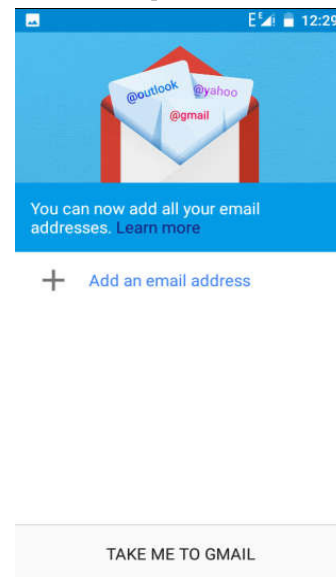 12:29
@outlook
@yahoo
@gmail
You can now add all your email
addresses. Learn more
Add an email address
TAKE ME TO GMAIL